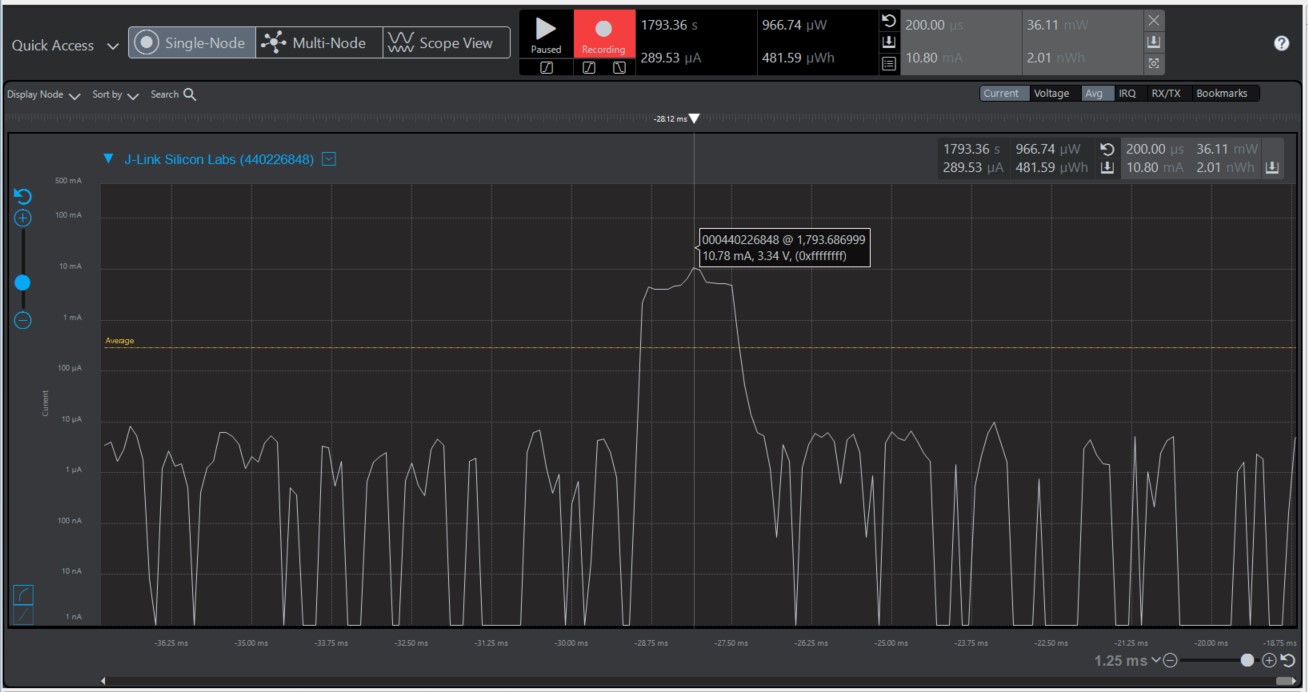 Quick Access
Single-Node
Multi-Node
Scope View
Paused
Recording
1793.36 s
966.74 µW
289.53 µA
481.59 µWh
200.00 µs
36.11 mW
10.80 mA
2.01 nWh
Display Node
Sort by
Search
Current
Voltage
Avg
IRQ
RX/TX
Bookmarks
-28.12 ms
J-Link Silicon Labs (440226848)
1793.36 s 966.74 µW
289.53 µA 481.59 µWh
200.00 µs 36.11 mW
10.80 mA 2.01 nWh
500 mA
100 mA
10 mA
1 mA
100 µA
10 µA
1 µA
100 nA
10 nA
1 nA
Current
Average
000440226848 @ 1,793.686999
10.78 mA, 3.34 V, (0xffffffff)
-36.25 ms
-35.00 ms
-33.75 ms
-32.50 ms
-31.25 ms
-30.00 ms
-28.75 ms
-27.50 ms
-26.25 ms
-25.00 ms
-23.75 ms
-22.50 ms
-21.25 ms
-20.00 ms
-18.75 ms
1.25 ms